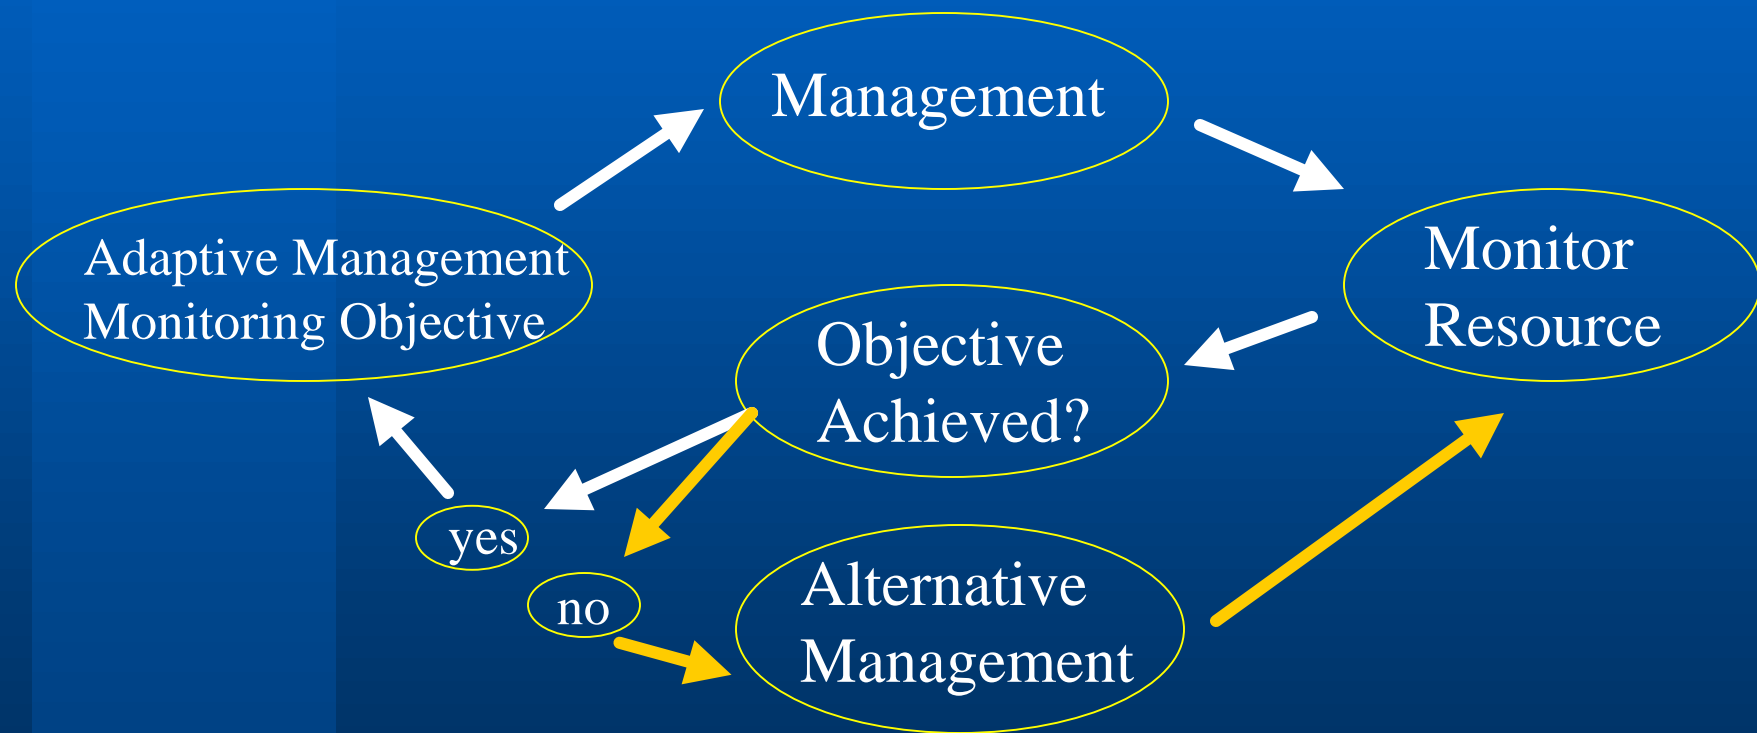 Management
Adaptive Management
Monitoring Objective
Monitor
Resource
Objective
Achieved?
yes
no
Alternative
Management